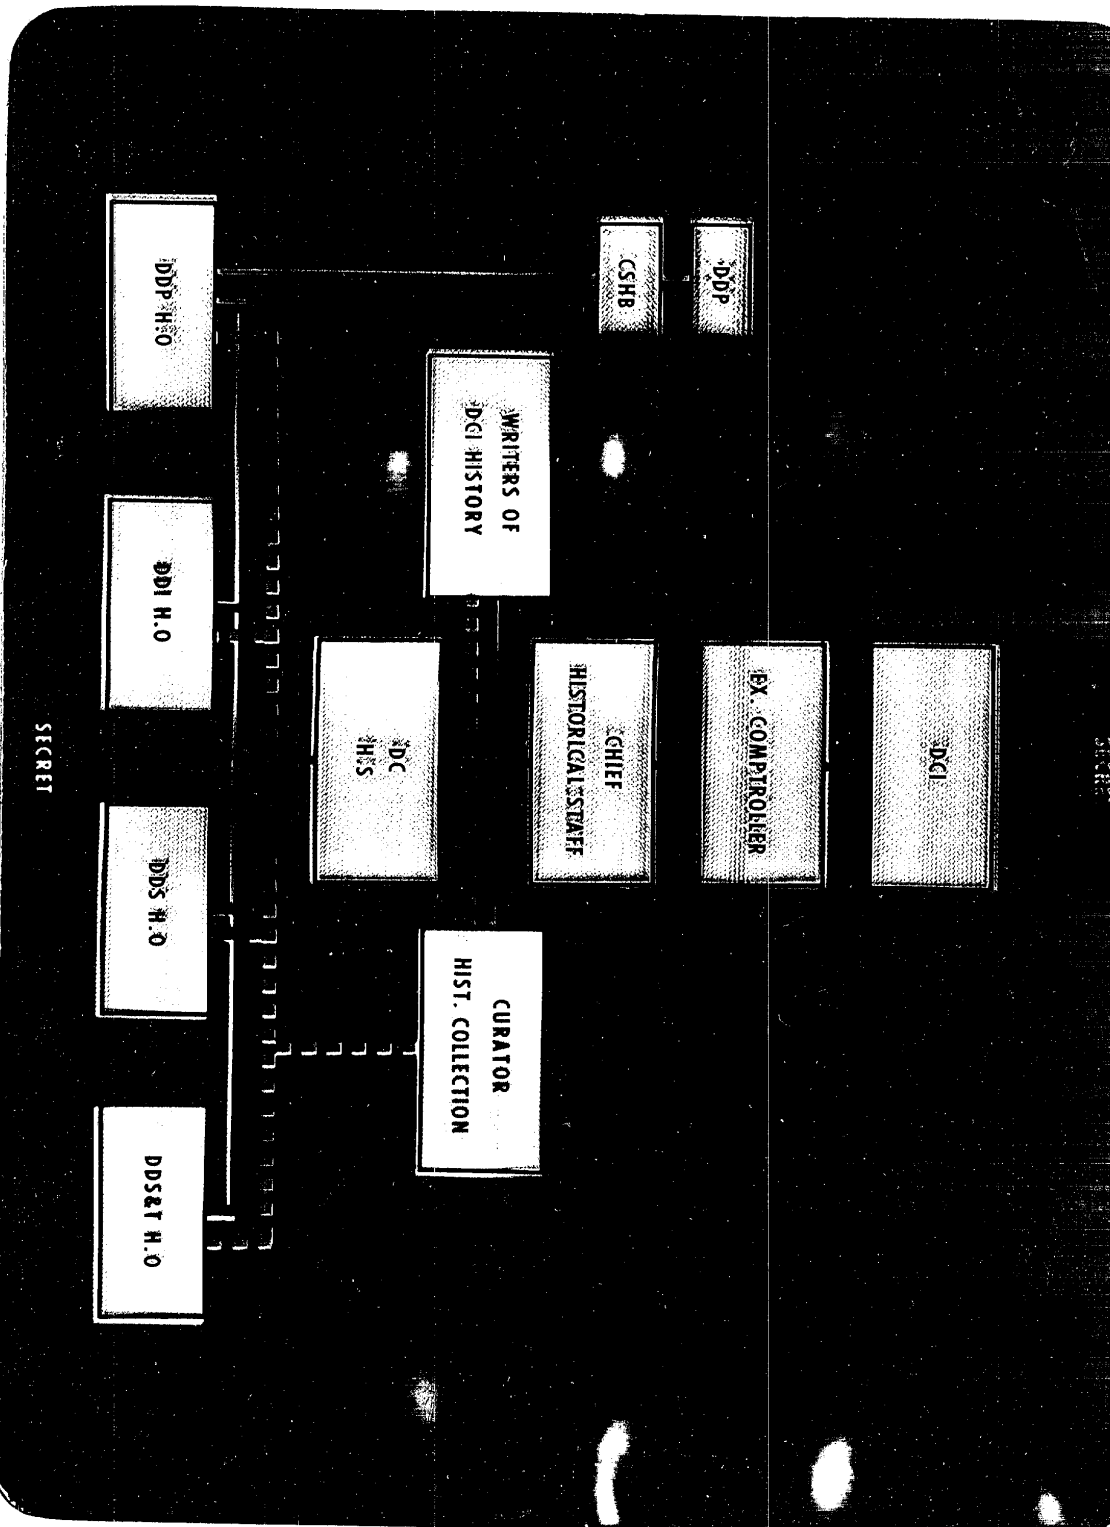 DCI
EX. COMPTROLLER
DDP
CSHB
CHIEF
HISTORICAL STAFF
WRITERS OF
DCI HISTORY
CURATOR
HIST. COLLECTION
DC
H.S
DDP H.O
DDI H.O
DDS H.O
DDS&T H.O
SECRET